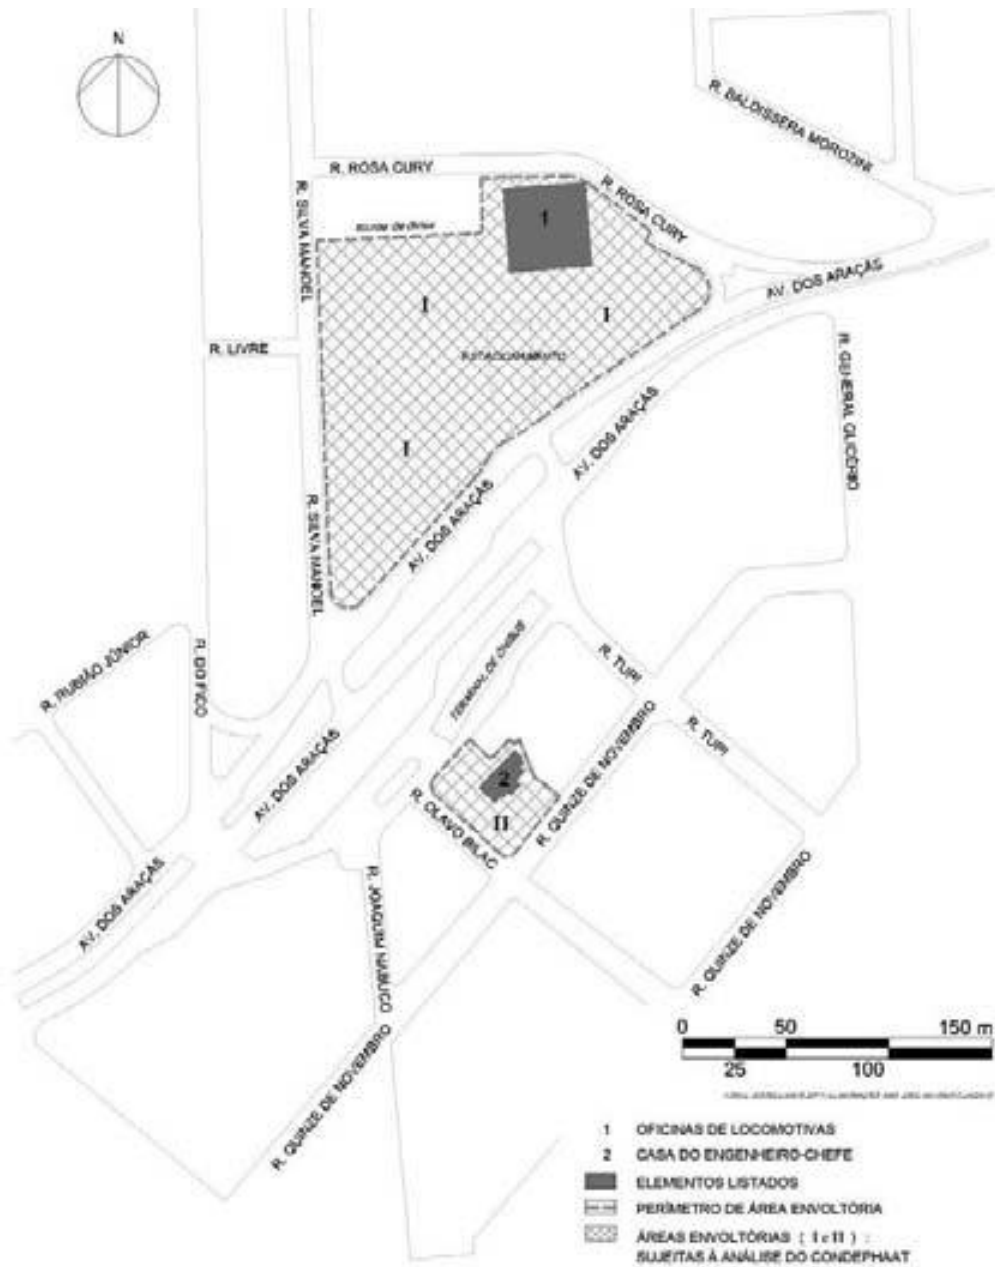 N
R. BALDISSERA MOROZINI
R. ROSA CURY
R. ROSA CURY
R. SILVA MANOEL
1
AV. DOS ARAÇÁS
I
I
R. LIVRE
ESTACIONAMENTO
R. GENERAL GLICÉRIO
AV. DOS ARAÇÁS
I
AV. DOS ARAÇÁS
R. SILVA MANOEL
R. RUBIÃO JÚNIOR
R. DO FICO
TERMINAL DE ÔNIBUS
R. TUPI
R. TUPI
AV. DOS ARAÇÁS
2
R. QUINZE DE NOVEMBRO
R. OLAVO BILAC
II
AV. DOS ARAÇÁS
R. JOAQUIM NABUCO
R. QUINZE DE NOVEMBRO
R. QUINZE DE NOVEMBRO
0 50 150 m
25 100
1 OFICINAS DE LOCOMOTIVAS
2 CASA DO ENGENHEIRO-CHEFE
ELEMENTOS LISTADOS
PERÍMETRO DE ÁREA ENVOLTÓRIA
ÁREAS ENVOLTÓRIAS ( I e II ) :
SUJEITAS À ANÁLISE DO CONDEPHAAT